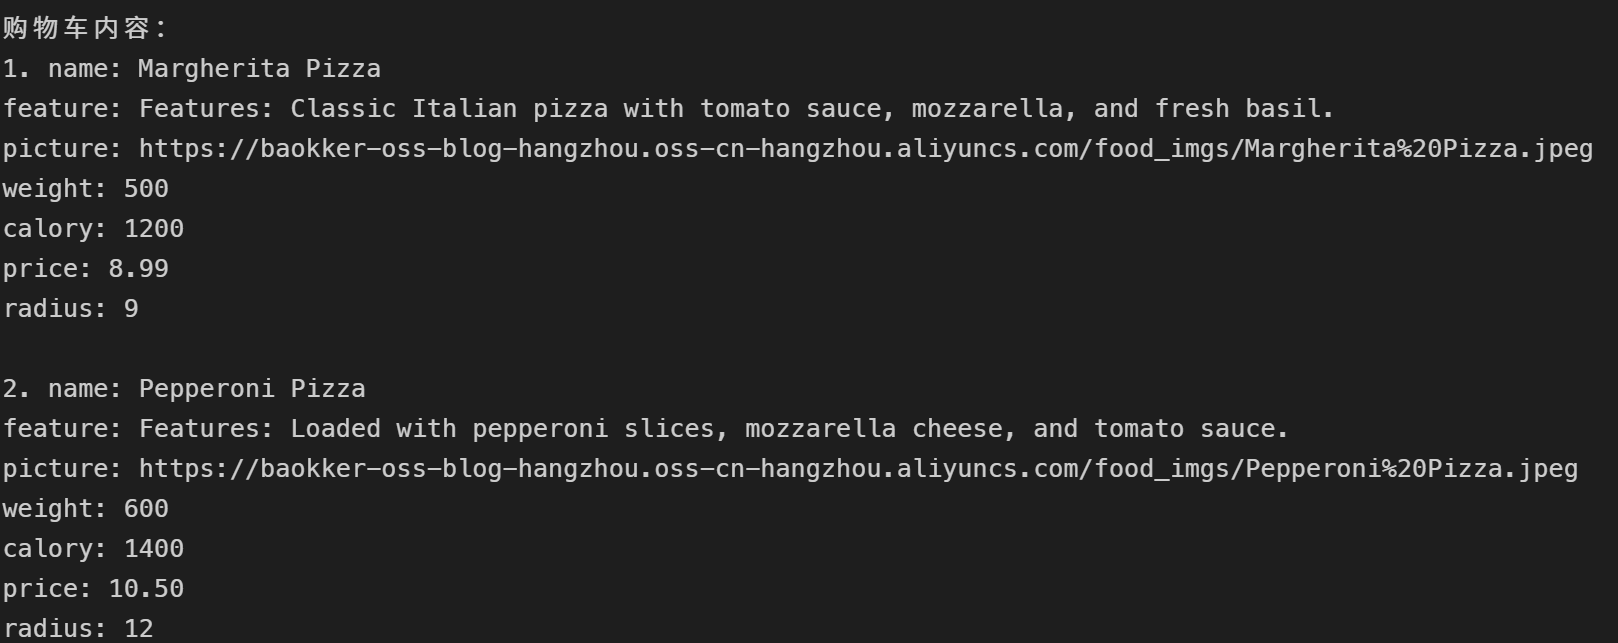 购物车内容：
1. name: Margherita Pizza
feature: Features: Classic Italian pizza with tomato sauce, mozzarella, and fresh basil.
picture: https://baokker-oss-blog-hangzhou.oss-cn-hangzhou.aliyuncs.com/food_imgs/Margherita%20Pizza.jpeg
weight: 500
calory: 1200
price: 8.99
radius: 9

2. name: Pepperoni Pizza
feature: Features: Loaded with pepperoni slices, mozzarella cheese, and tomato sauce.
picture: https://baokker-oss-blog-hangzhou.oss-cn-hangzhou.aliyuncs.com/food_imgs/Pepperoni%20Pizza.jpeg
weight: 600
calory: 1400
price: 10.50
radius: 12